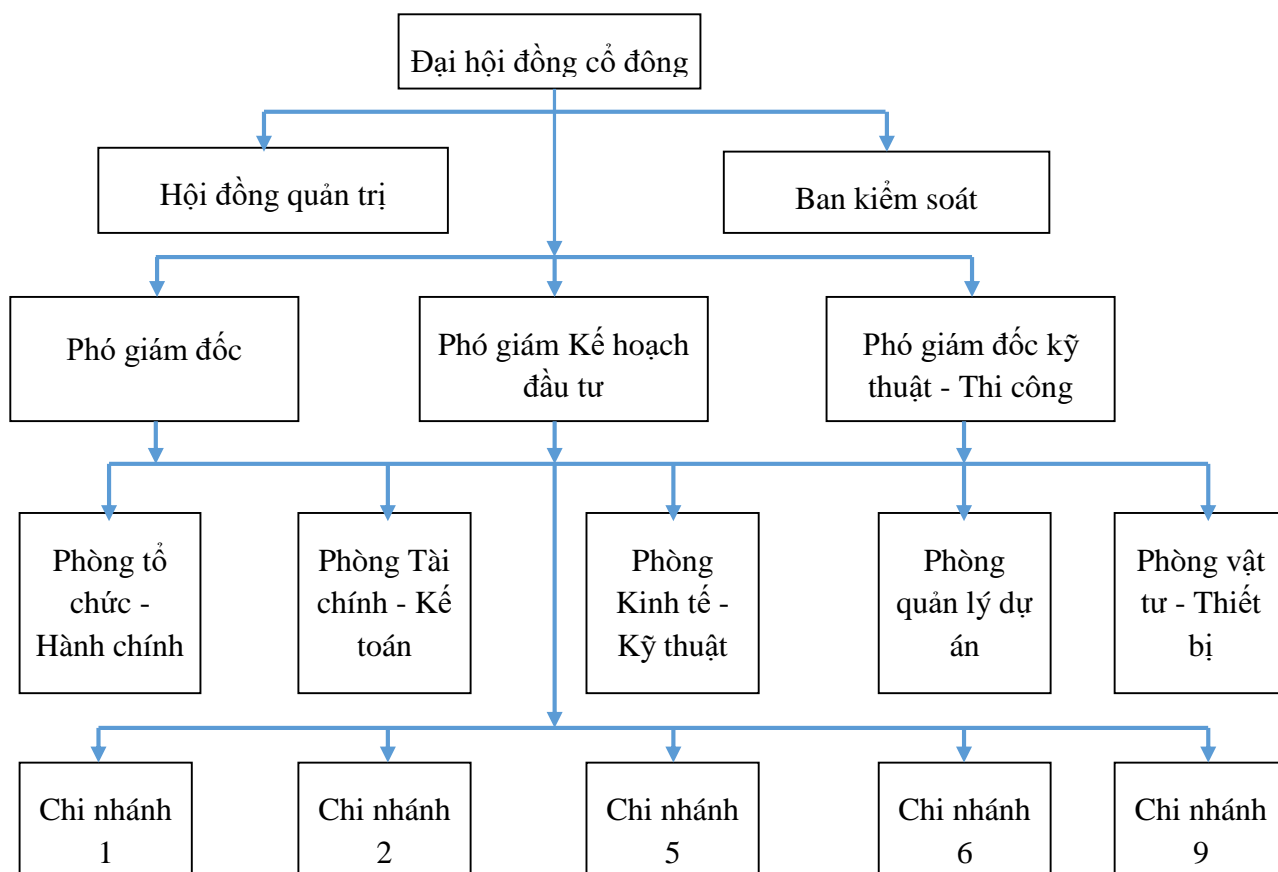 Đại hội đồng cổ đông
Hội đồng quản trị
Ban kiểm soát
Phó giám đốc
Phó giám Kế hoạch
đầu tư
Phó giám đốc kỹ
thuật - Thi công
Phòng tổ
chức -
Hành chính
Phòng Tài
chính - Kế
toán
Phòng
Kinh tế -
Kỹ thuật
Phòng
quản lý dự
án
Phòng vật
tư - Thiết
bị
Chi nhánh
1
Chi nhánh
2
Chi nhánh
5
Chi nhánh
6
Chi nhánh
9